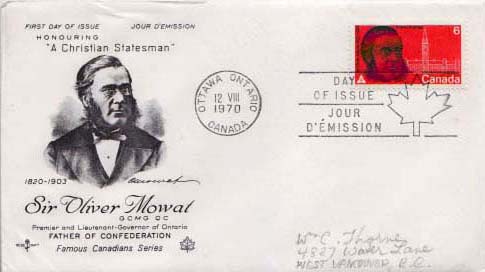 FIRST DAY OF ISSUE JOUR D'ÉMISSION
HONOURING
"A Christian Statesman"
1820-1903
Sir Oliver Mowat
GCMG QC
Premier and Lieutenant-Governor of Ontario
FATHER OF CONFEDERATION
Famous Canadians Series
OTTAWA ONTARIO
12 VIII
1970
CANADA
6
Canada
DAY
OF ISSUE
JOUR
D'ÉMISSION
Wm C. Thorne
WEST VANCOUVER B.C.